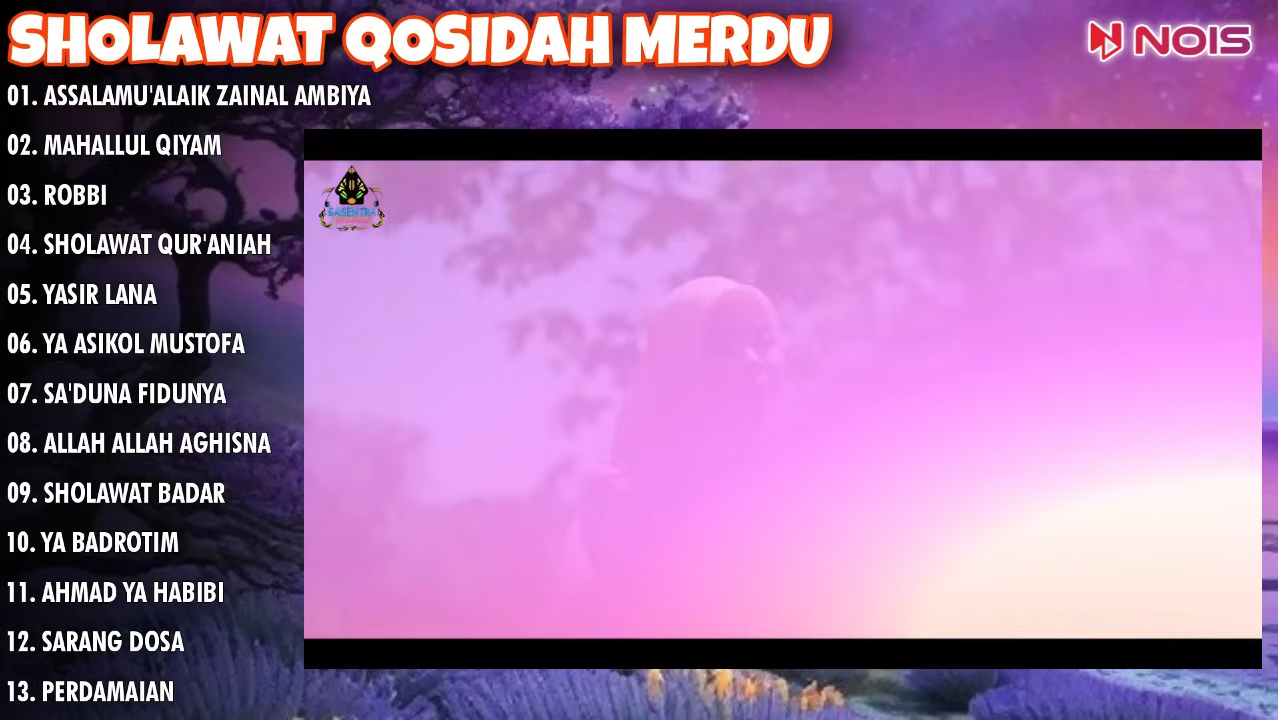 SHOLAWAT QOSIDAH MERDU
NOIS
01. ASSALAMU'ALAIK ZAINAL AMBIYA
02. MAHALLUL QIYAM
03. ROBBI
04. SHOLAWAT QUR'ANIAH
05. YASIR LANA
06. YA ASIKOL MUSTOFA
07. SA'DUNA FIDUNYA
08. ALLAH ALLAH AGHISNA
09. SHOLAWAT BADAR
10. YA BADROTIM
11. AHMAD YA HABIBI
12. SARANG DOSA
13. PERDAMAIAN
SASENTRA